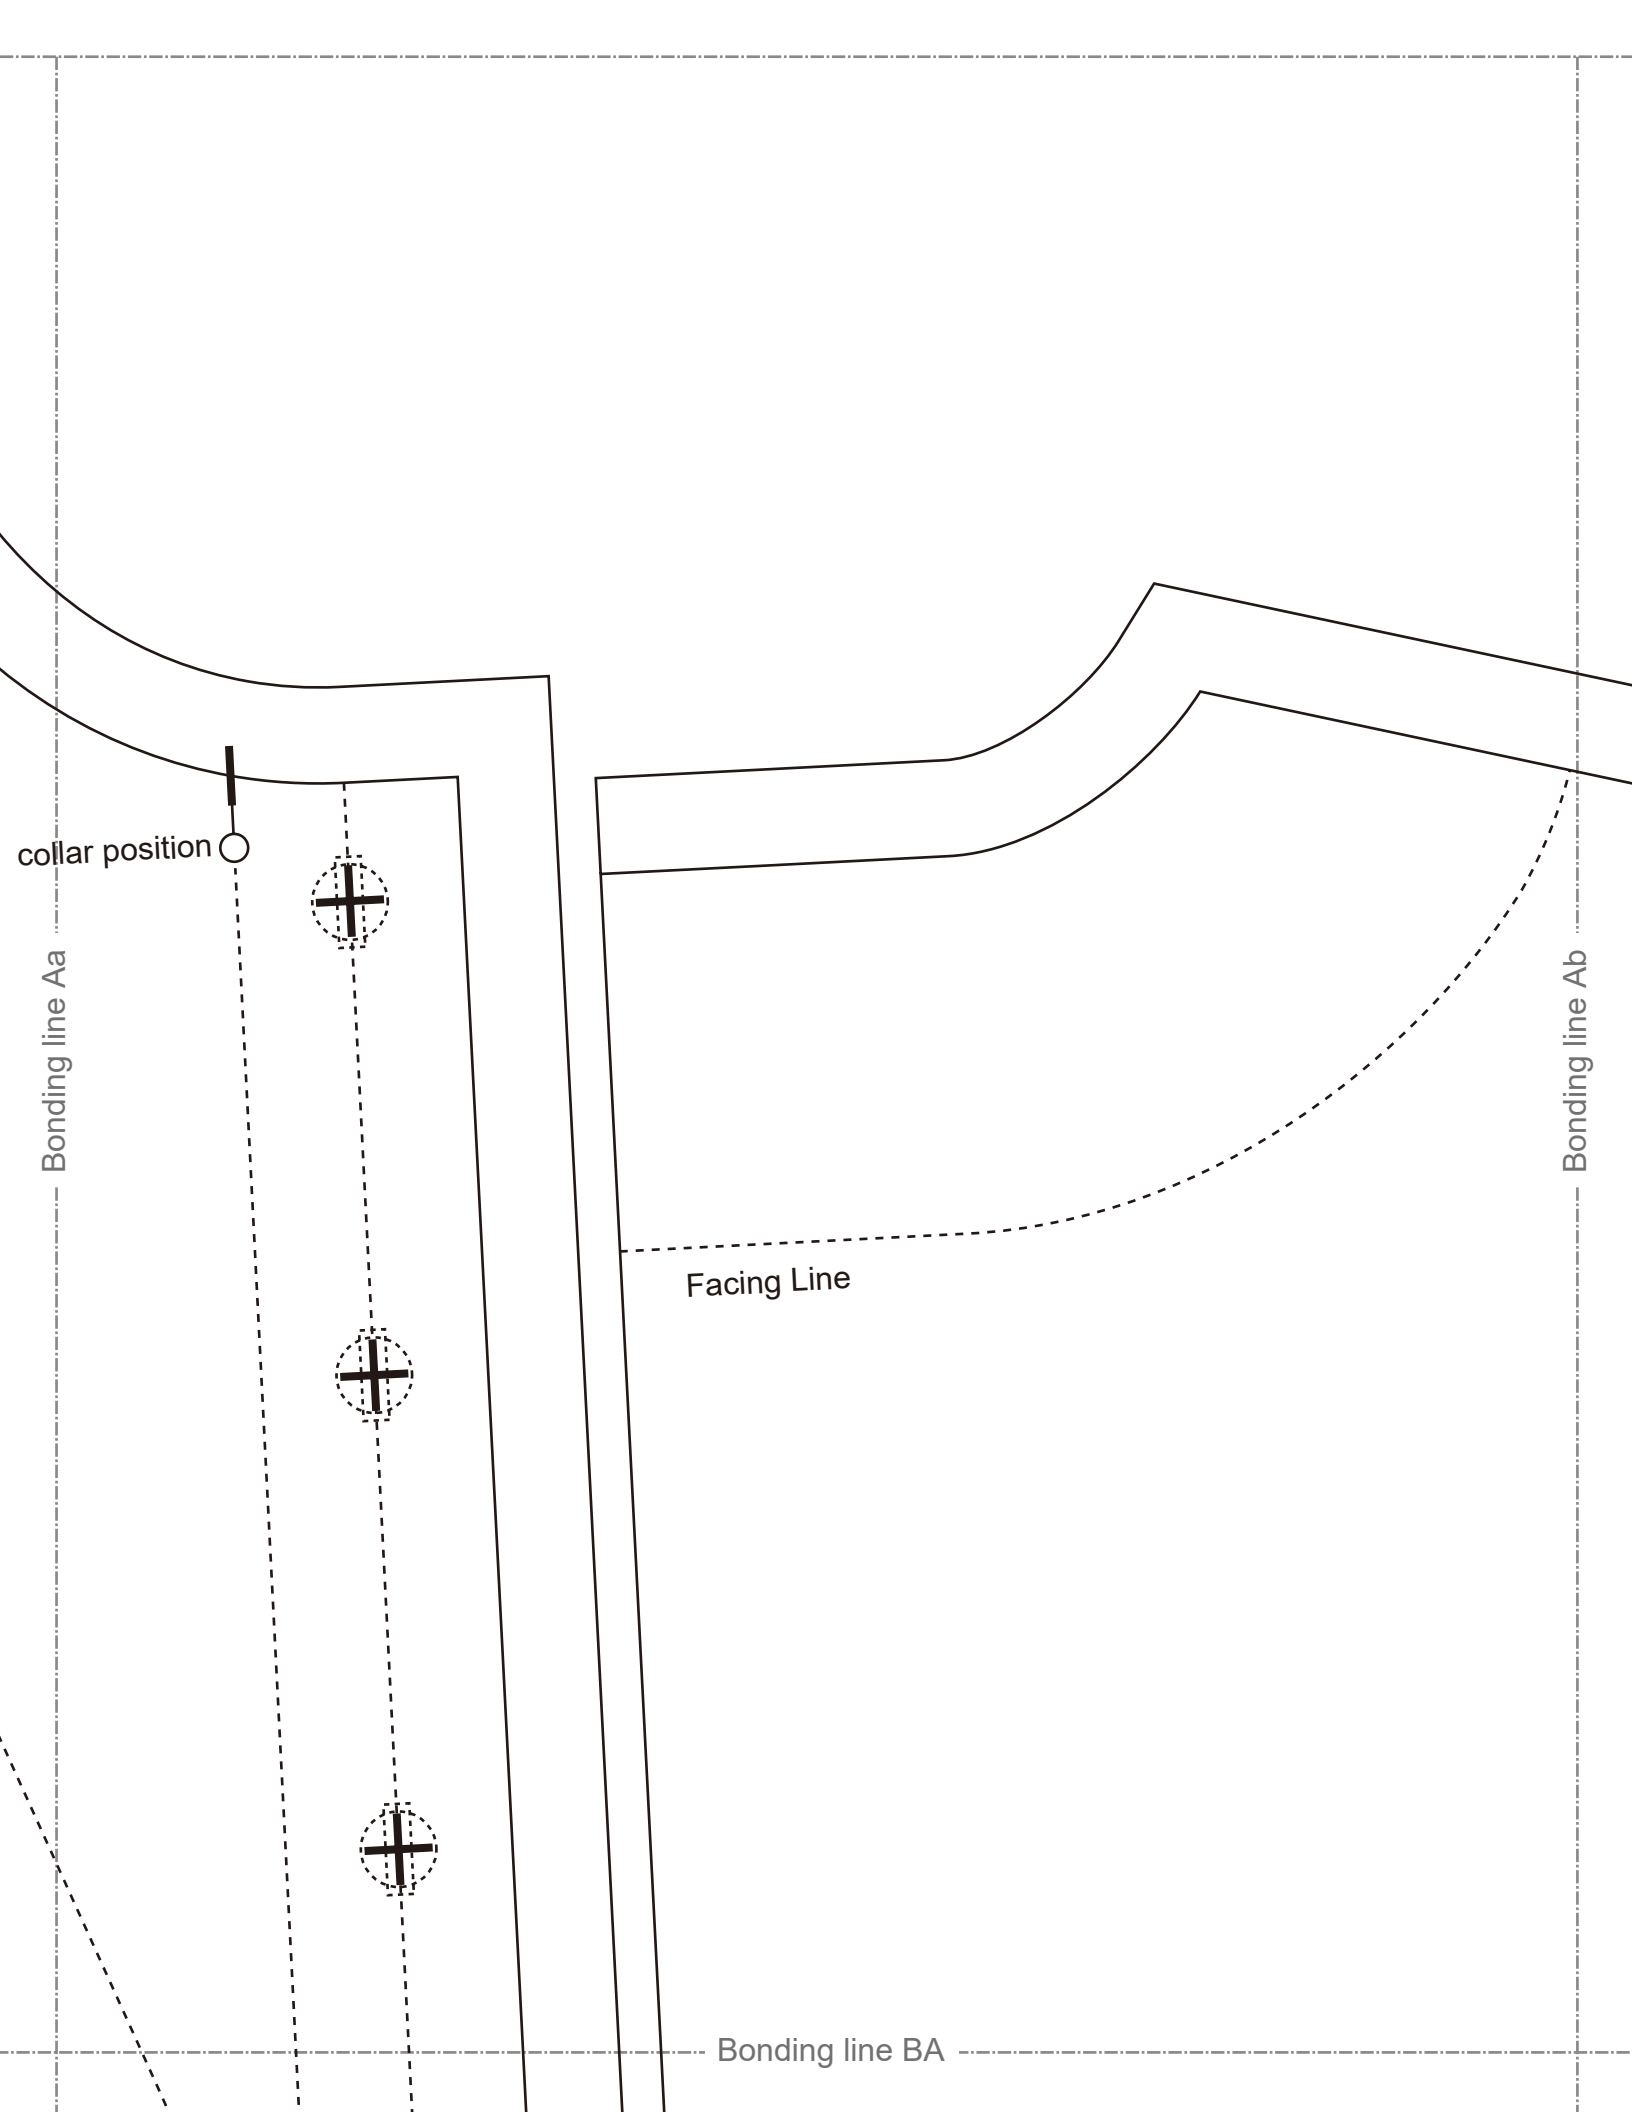 collar position
Bonding line Aa
Bonding line Ab
Facing Line
Bonding line BA